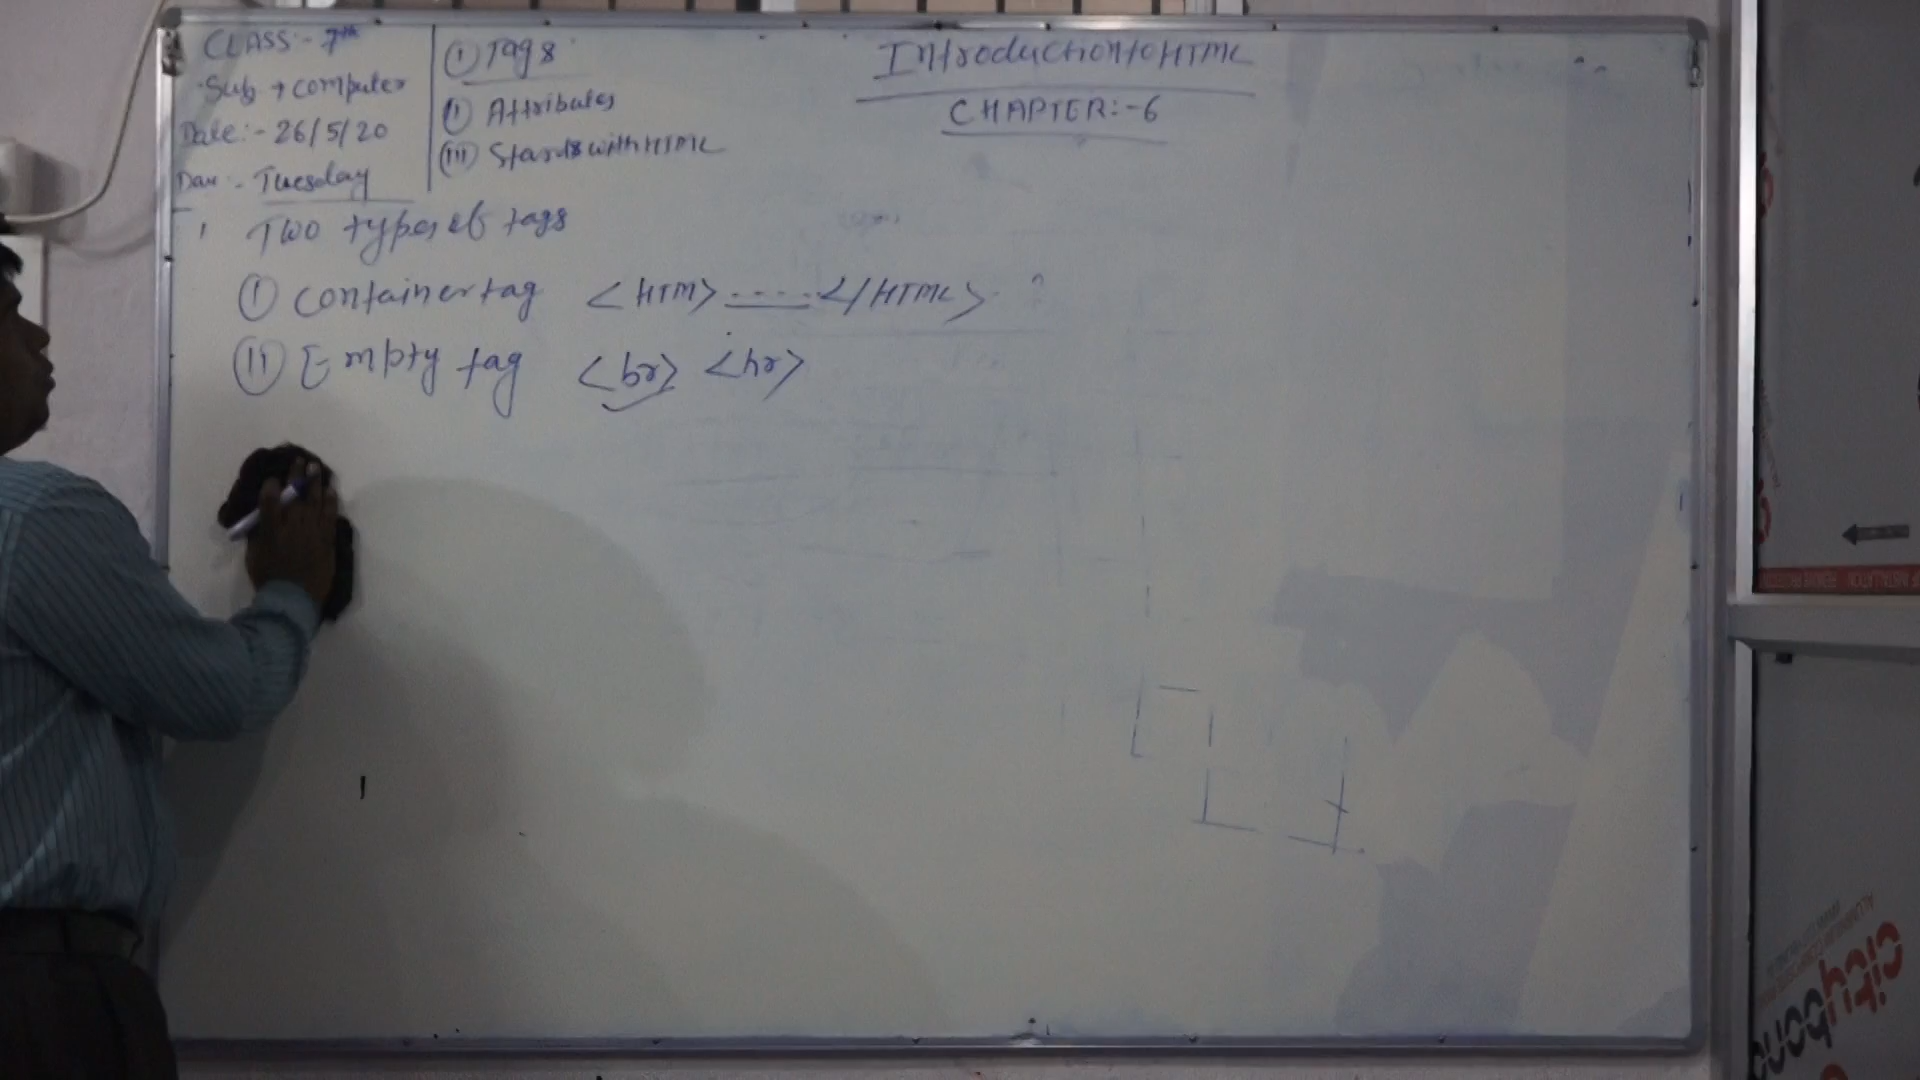 CLASS:- 7th
Sub → computer
Date:- 26/5/20
Day:- Tuesday
(I) Tags
(II) Attributes
(III) Starts with HTML
Introduction to HTML
CHAPTER:-6
Two types of tags
(I) Container tag <HTM> ..... </HTML>
(II) Empty tag <br> <hr>